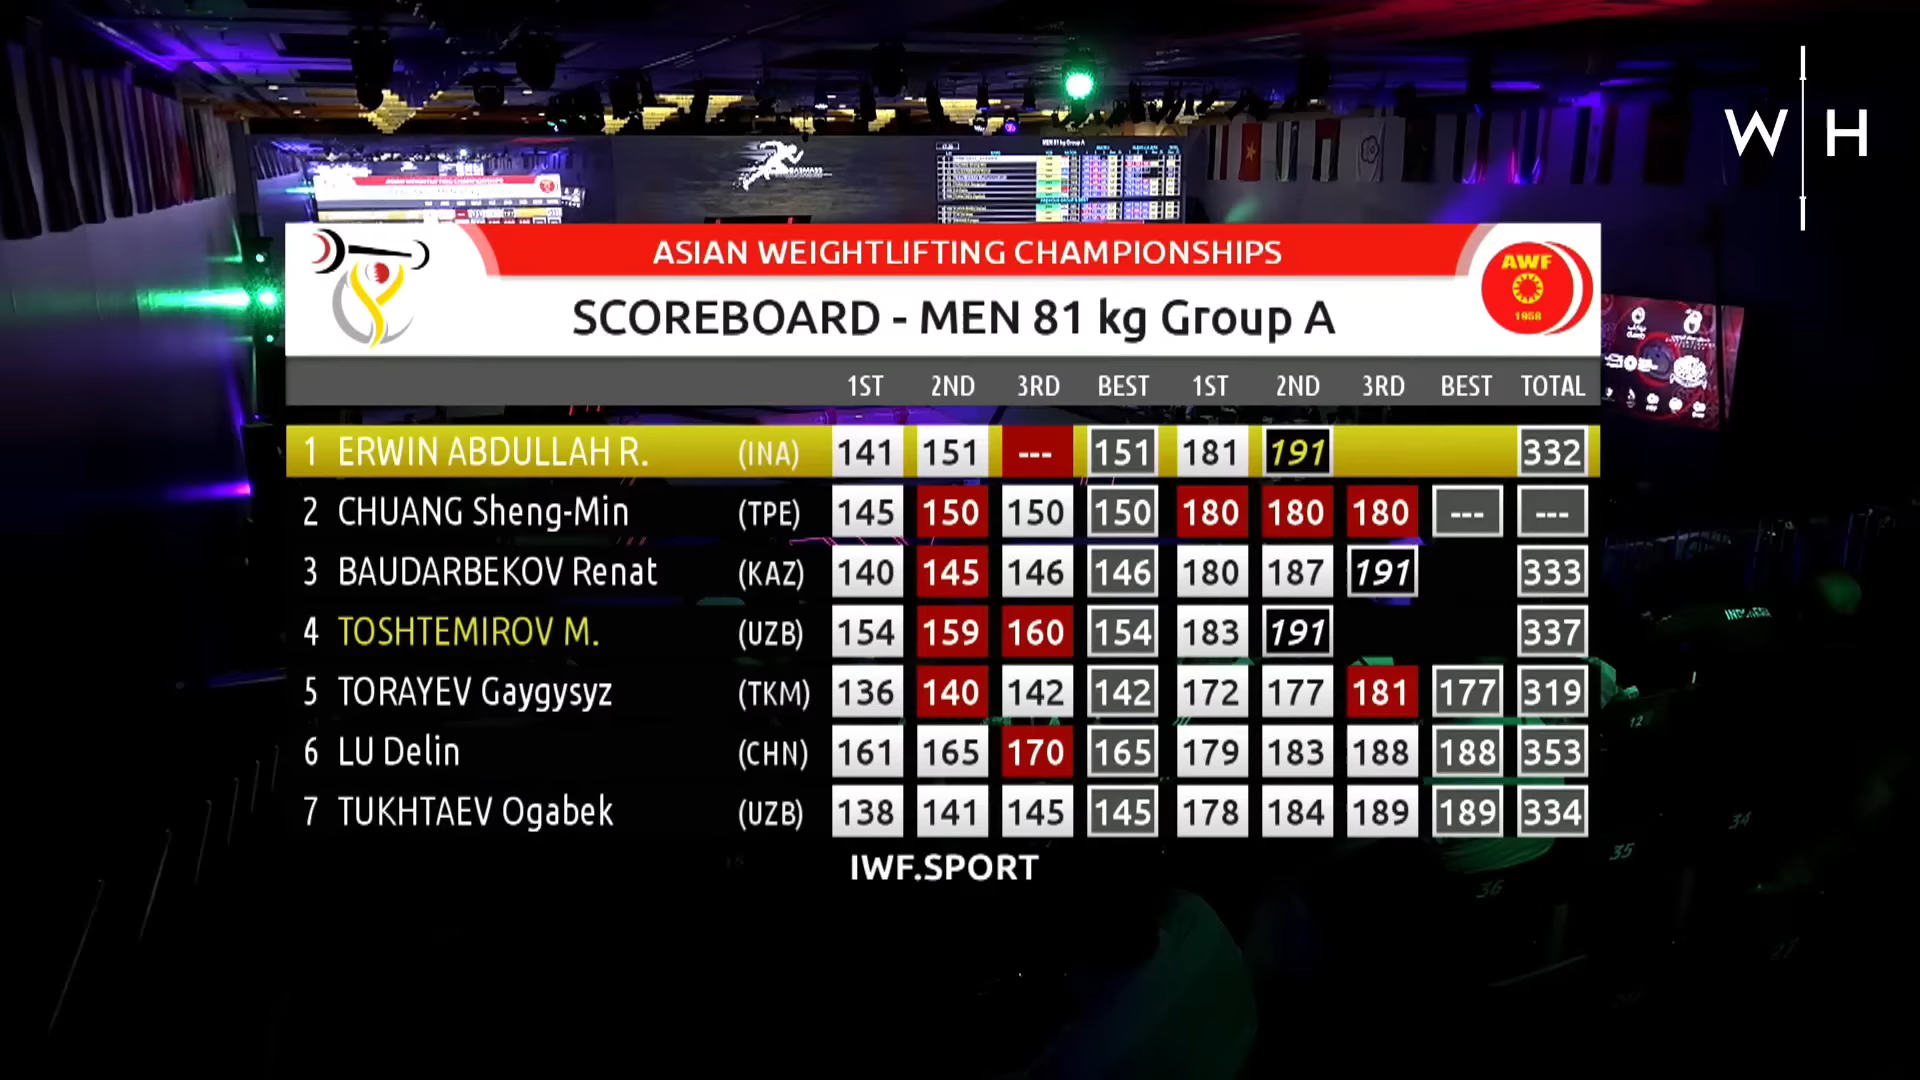 W H
ASIAN WEIGHTLIFTING CHAMPIONSHIPS
AWF
1958
SCOREBOARD - MEN 81 kg Group A
1ST 2ND 3RD BEST 1ST 2ND 3RD BEST TOTAL
1 ERWIN ABDULLAH R. (INA) 141 151 --- 151 181 191 332
2 CHUANG Sheng-Min (TPE) 145 150 150 150 180 180 180 --- ---
3 BAUDARBEKOV Renat (KAZ) 140 145 146 146 180 187 191 333
4 TOSHTEMIROV M. (UZB) 154 159 160 154 183 191 337
5 TORAYEV Gaygysyz (TKM) 136 140 142 142 172 177 181 177 319
6 LU Delin (CHN) 161 165 170 165 179 183 188 188 353
7 TUKHTAEV Ogabek (UZB) 138 141 145 145 178 184 189 189 334
IWF.SPORT
12
34
35
36